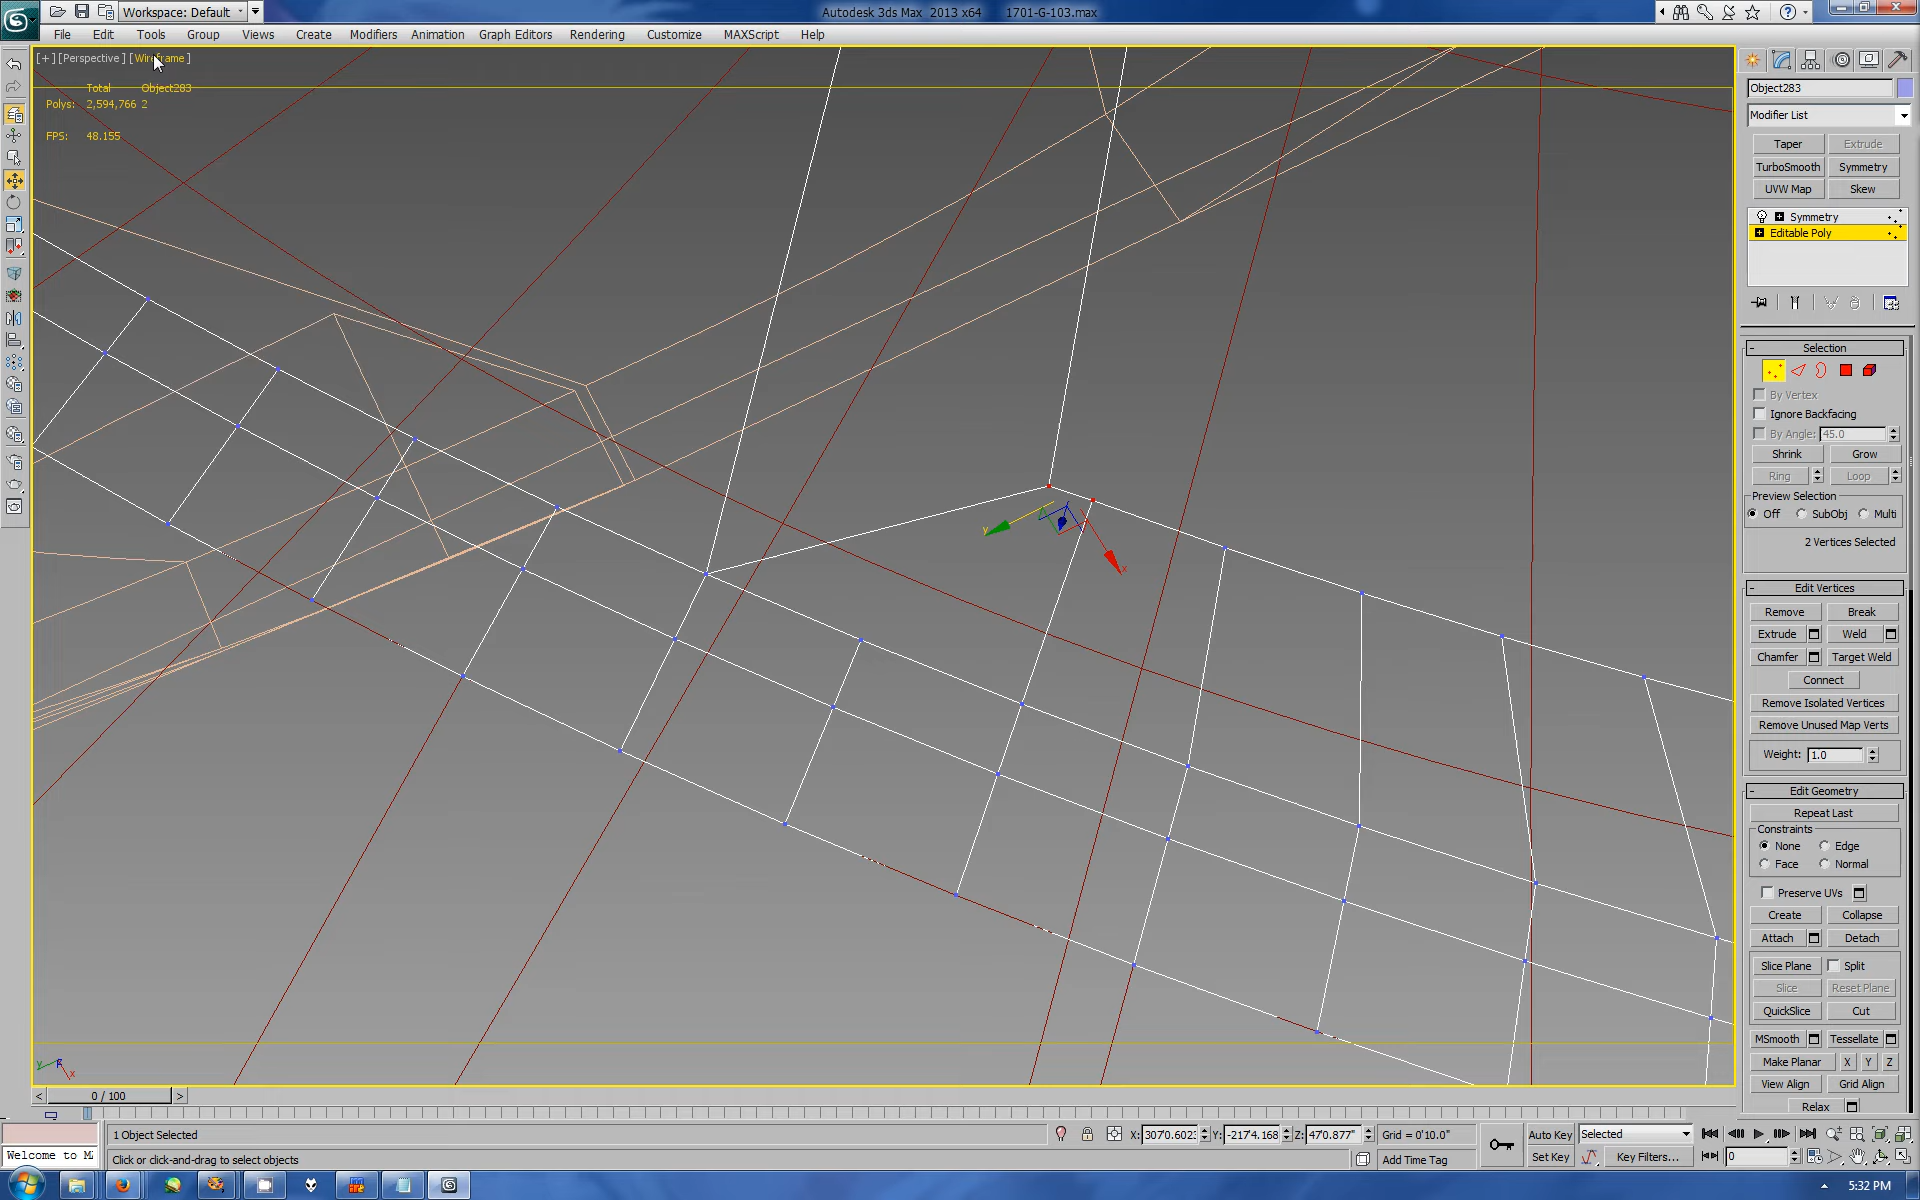 Workspace: Default
Autodesk 3ds Max 2013 x64 1701-G-103.max
File Edit Tools Group Views Create Modifiers Animation Graph Editors Rendering Customize MAXScript Help
[+] [Perspective] [Wireframe]
Total Object283
Polys: 2,594,766 2
FPS: 48.155
Object283
Modifier List
Taper Extrude
TurboSmooth Symmetry
UVW Map Skew
Symmetry
Editable Poly
Selection
By Vertex
Ignore Backfacing
By Angle: 45.0
Shrink Grow
Ring Loop
Preview Selection
Off SubObj Multi
2 Vertices Selected
Edit Vertices
Remove Break
Extrude Weld
Chamfer Target Weld
Connect
Remove Isolated Vertices
Remove Unused Map Verts
Weight: 1.0
Edit Geometry
Repeat Last
Constraints
None Edge
Face Normal
Preserve UVs
Create Collapse
Attach Detach
Slice Plane Split
Slice Reset Plane
QuickSlice Cut
MSmooth Tessellate
Make Planar X Y Z
View Align Grid Align
Relax
y x
y x
< 0 / 100 >
1 Object Selected
X: 307'0.602 Y: -217'4.168 Z: 47'0.877" Grid = 0'10.0"
Auto Key Selected
Welcome to M
Click or click-and-drag to select objects
Add Time Tag
Set Key Key Filters... 0
5:32 PM